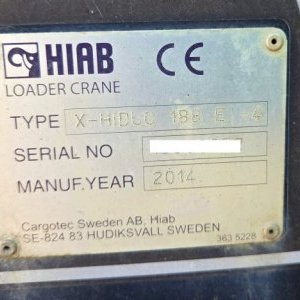 HIAB CE
LOADER CRANE
TYPE X-HIDUO 188 E 4
SERIAL NO
MANUF.YEAR 2014
Cargotec Sweden AB, Hiab
SE-824 83 HUDIKSVALL SWEDEN
363 5228